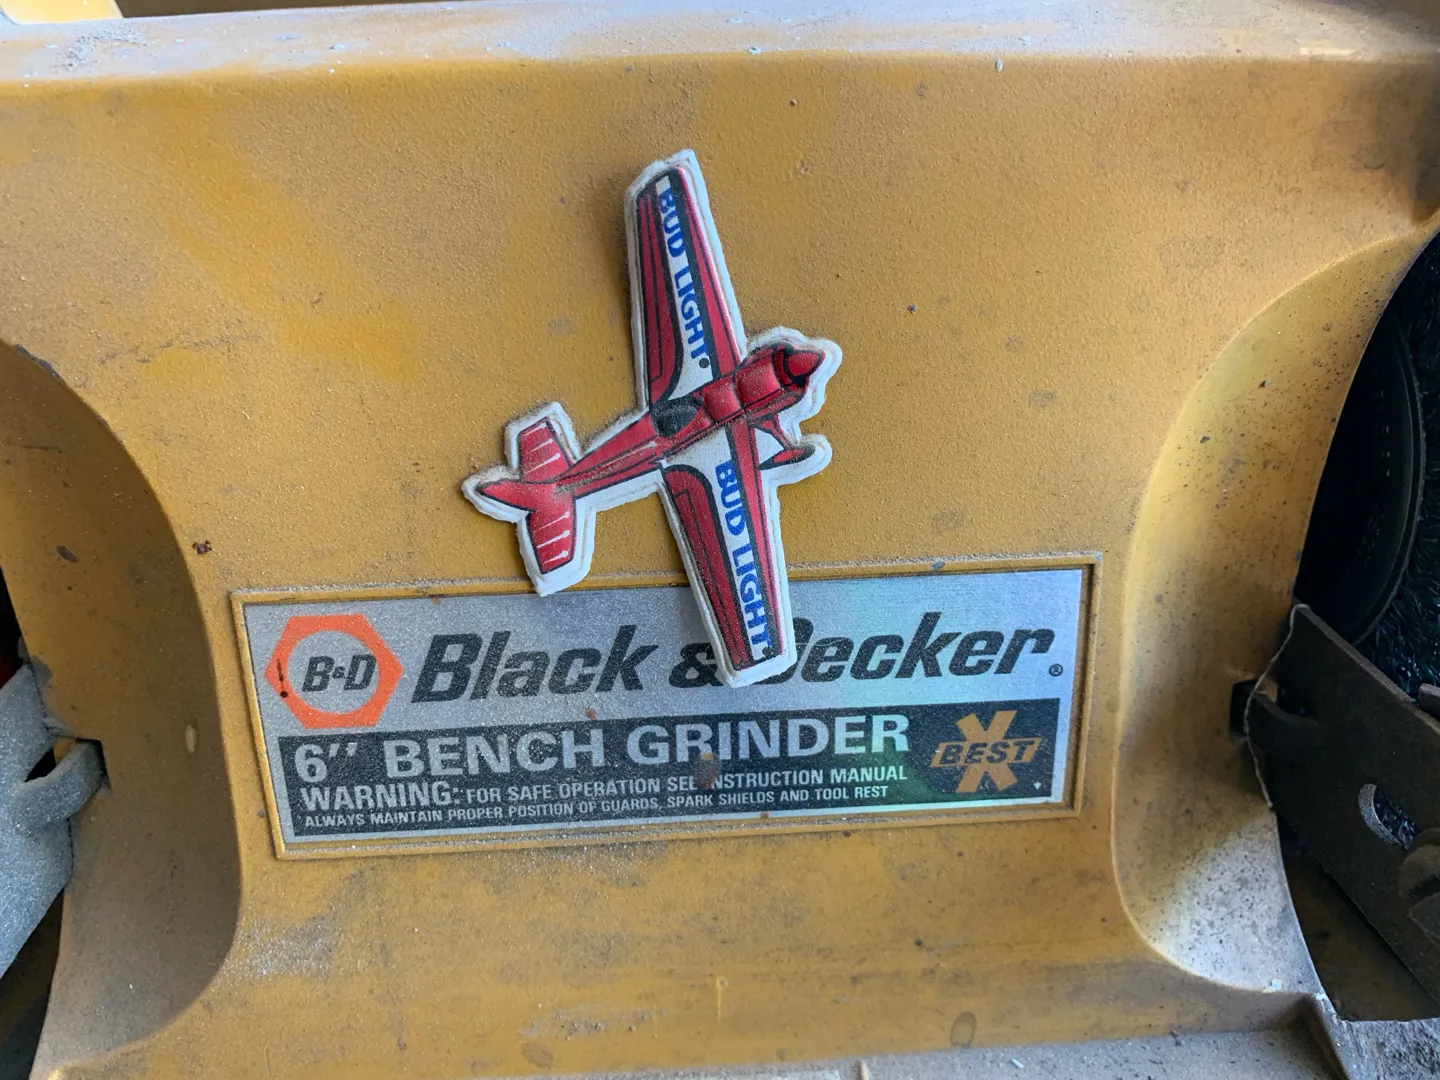 BUD LIGHT®
BUD LIGHT®
B&D Black & Decker®
6" BENCH GRINDER
WARNING: FOR SAFE OPERATION SEE INSTRUCTION MANUAL
ALWAYS MAINTAIN PROPER POSITION OF GUARDS, SPARK SHIELDS AND TOOL REST
BEST